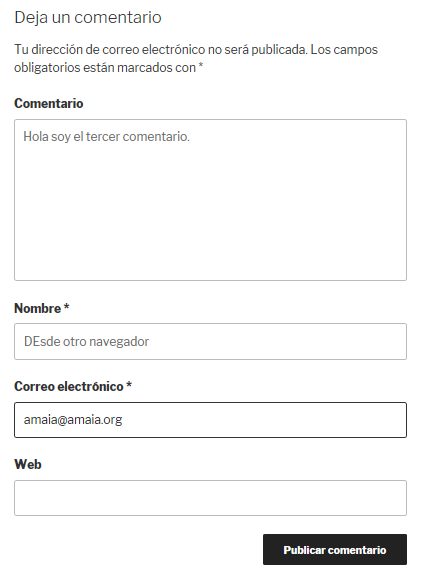 Deja un comentario
Tu dirección de correo electrónico no será publicada. Los campos
obligatorios están marcados con *
Comentario
Hola soy el tercer comentario.
Nombre *
DEsde otro navegador
Correo electrónico *
amaia@amaia.org
Web
Publicar comentario